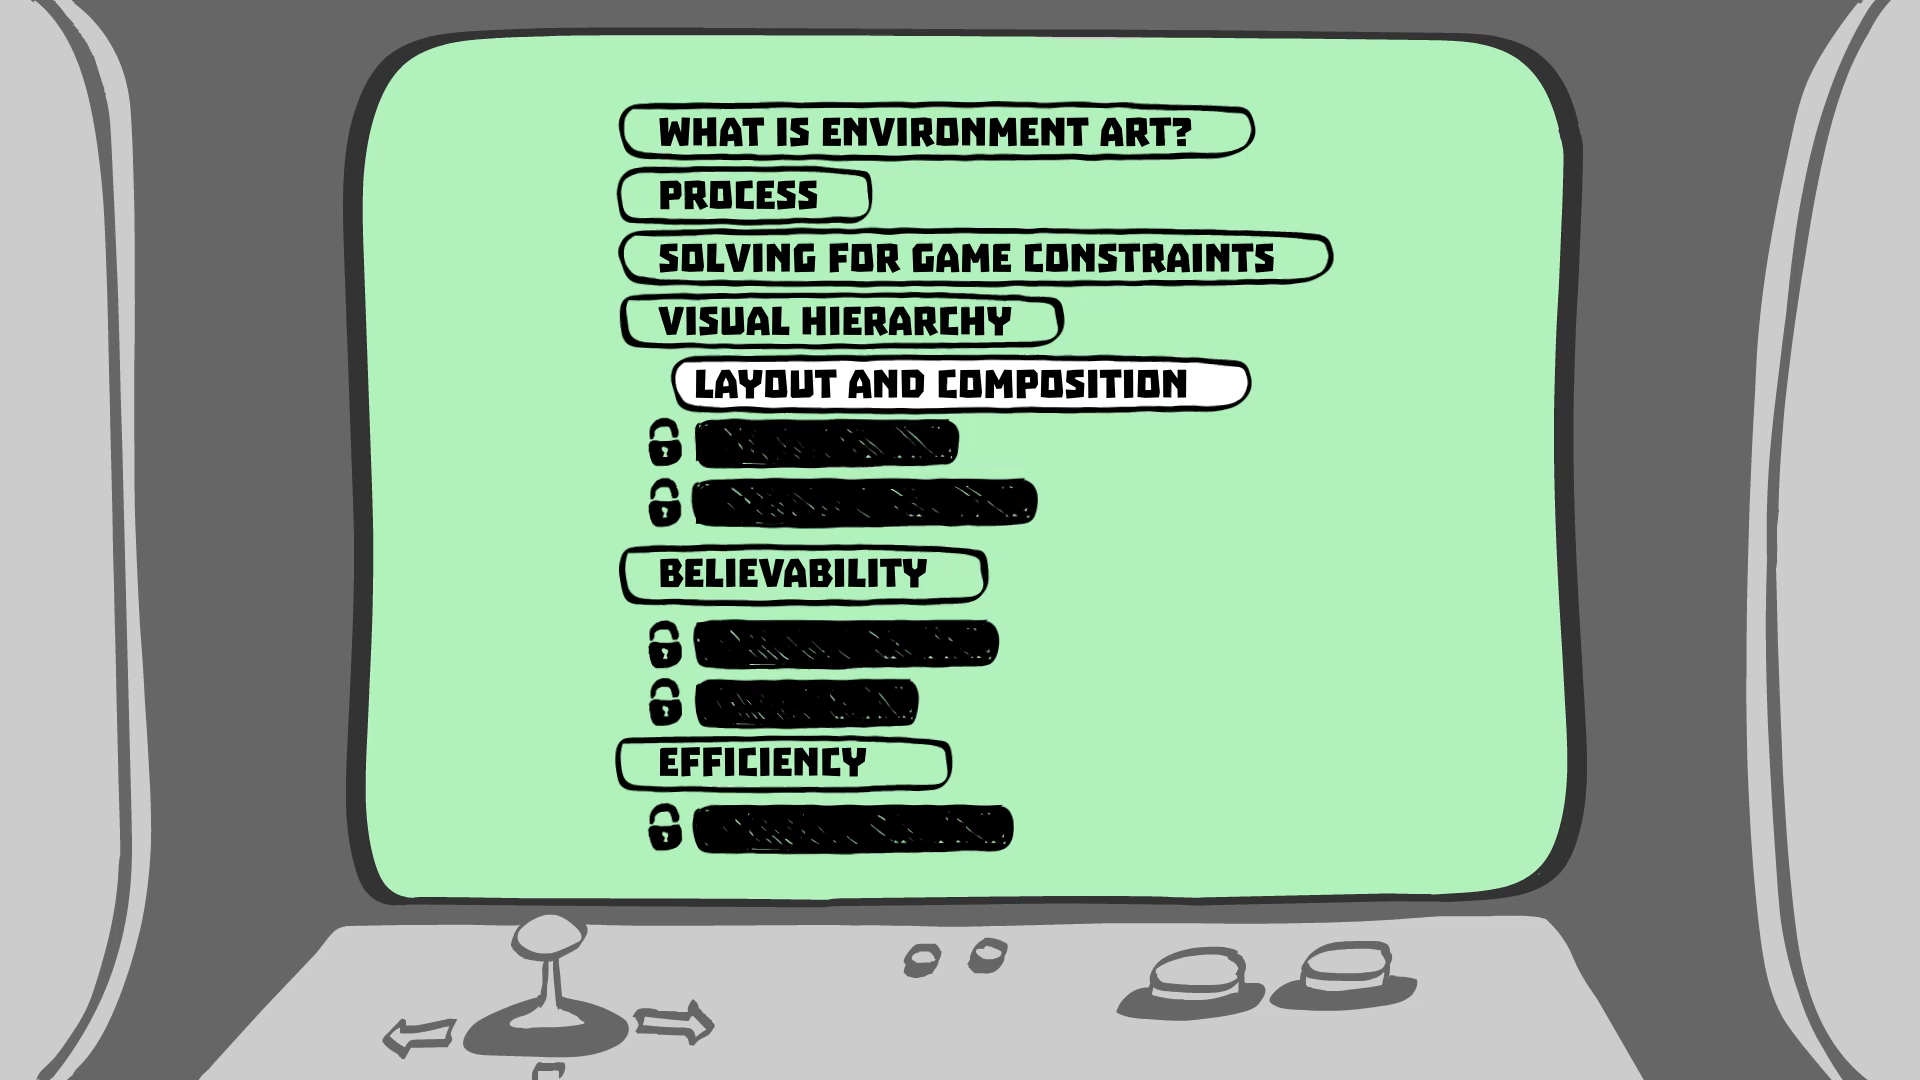 WHAT IS ENVIRONMENT ART?
PROCESS
SOLVING FOR GAME CONSTRAINTS
VISUAL HIERARCHY
LAYOUT AND COMPOSITION
BELIEVABILITY
EFFICIENCY